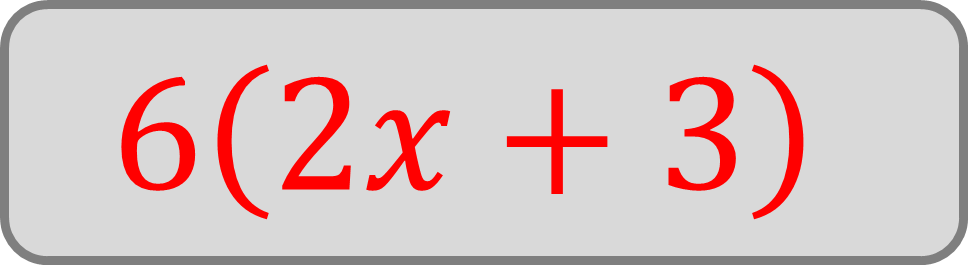 6(2x + 3)